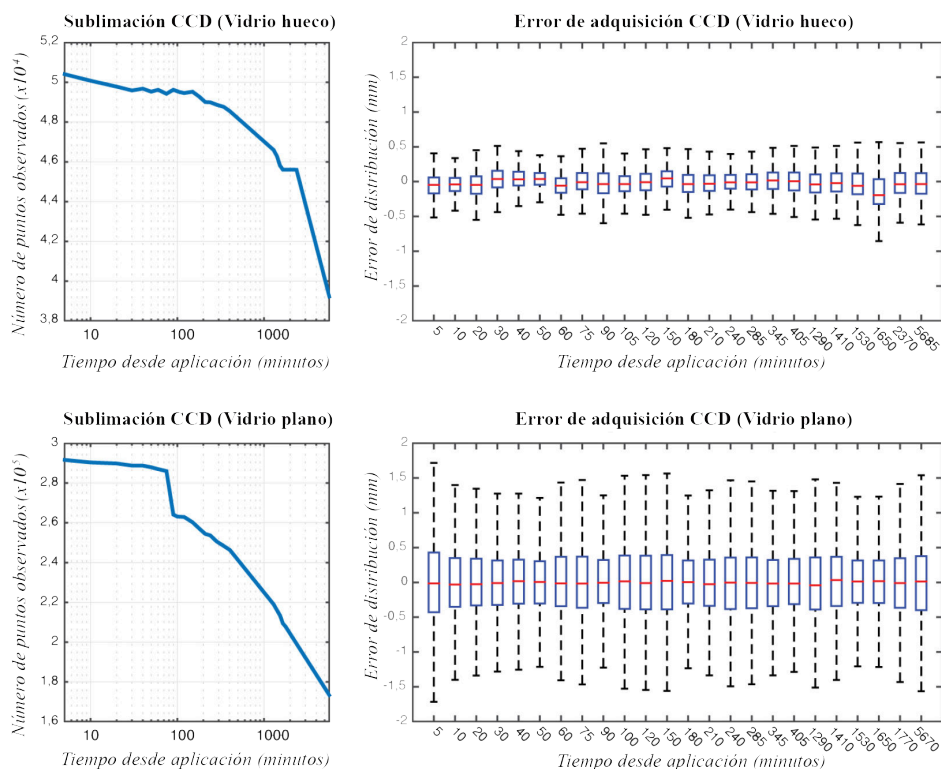 Sublimación CCD (Vidrio hueco)
Número de puntos observados (x10⁴)
5.2
5
4.8
4.6
4.4
4.2
4
3.8
10 100 1000
Tiempo desde aplicación (minutos)
Error de adquisición CCD (Vidrio hueco)
Error de distribución (mm)
2
1.5
1
0.5
0
-0.5
-1
-1.5
-2
5 10 20 30 40 50 60 75 90 105 120 150 180 210 240 285 345 405 1290 1410 1530 1650 2370 5685
Tiempo desde aplicación (minutos)
Sublimación CCD (Vidrio plano)
Número de puntos observados (x10⁵)
3
2.8
2.6
2.4
2.2
2
1.8
1.6
10 100 1000
Tiempo desde aplicación (minutos)
Error de adquisición CCD (Vidrio plano)
Error de distribución (mm)
2
1.5
1
0.5
0
-0.5
-1
-1.5
-2
5 10 20 30 40 50 60 75 90 100 120 150 180 210 240 285 345 405 1290 1410 1530 1650 1770 5670
Tiempo desde aplicación (minutos)